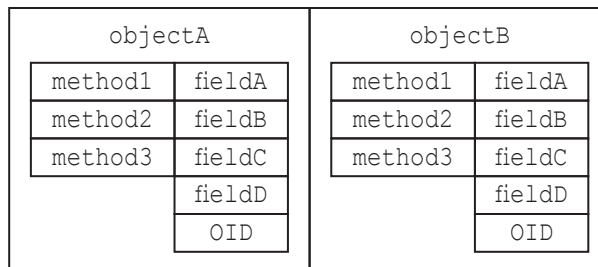 objectA objectB
method1 fieldA method1 fieldA
method2 fieldB method2 fieldB
method3 fieldC method3 fieldC
fieldD fieldD
OID OID